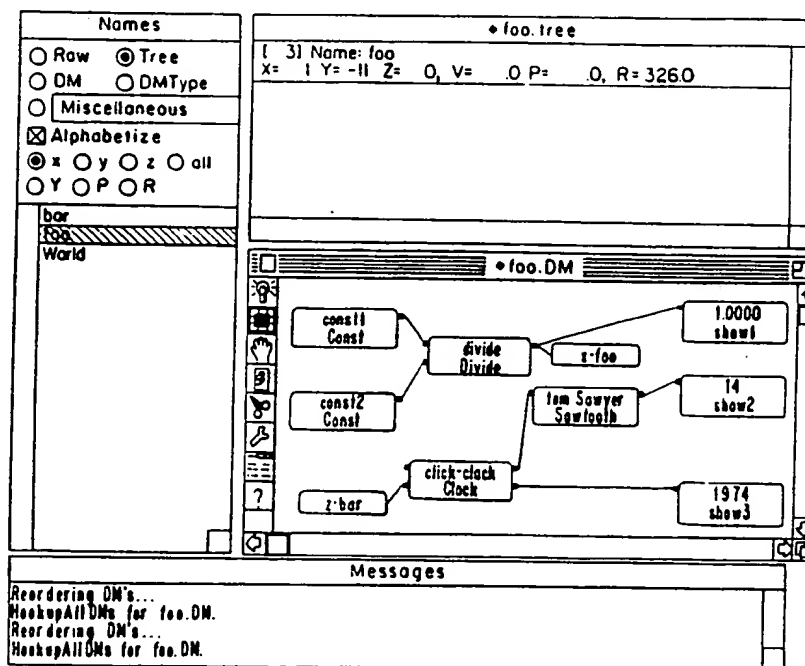 Names
Raw Tree
DM DMType
Miscellaneous
Alphabetize
x y z all
Y P R
bar
foo
World
foo.tree
[ 3] Name: foo
X= 1 Y= -11 Z= 0, V= .0 P= .0, R= 326.0
foo.DM
const1
Const
const2
Const
divide
Divide
z-foo
1.0000
show1
tom Sawyer
Sawtooth
14
show2
click-clack
Clock
z-bar
1974
show3
?
Messages
Reordering DM's...
HookupAllDMs for foo.DM.
Reordering DM's...
HookupAllDMs for foo.DM.